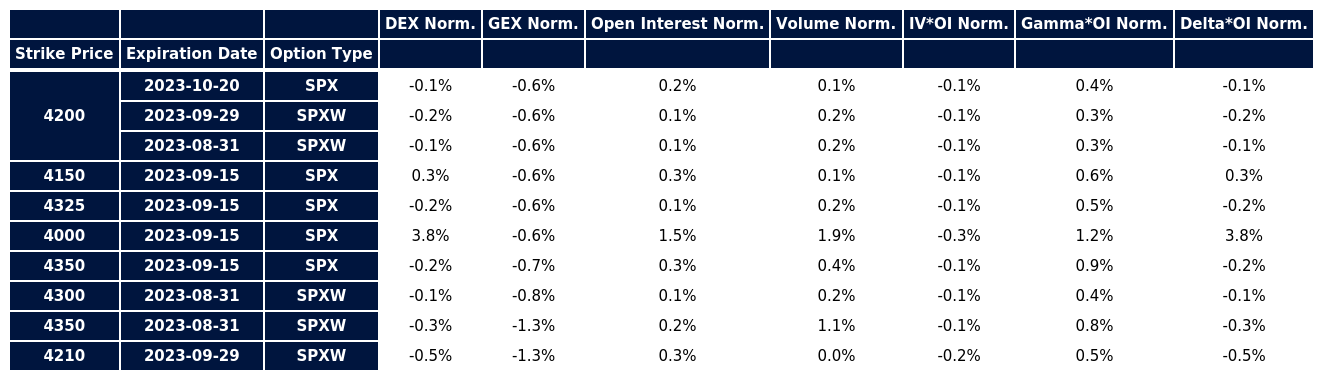 DEX Norm. GEX Norm. Open Interest Norm. Volume Norm. IV*OI Norm. Gamma*OI Norm. Delta*OI Norm.
Strike Price Expiration Date Option Type
4200 2023-10-20 SPX -0.1% -0.6% 0.2% 0.1% -0.1% 0.4% -0.1%
2023-09-29 SPXW -0.2% -0.6% 0.1% 0.2% -0.1% 0.3% -0.2%
2023-08-31 SPXW -0.1% -0.6% 0.1% 0.2% -0.1% 0.3% -0.1%
4150 2023-09-15 SPX 0.3% -0.6% 0.3% 0.1% -0.1% 0.6% 0.3%
4325 2023-09-15 SPX -0.2% -0.6% 0.1% 0.2% -0.1% 0.5% -0.2%
4000 2023-09-15 SPX 3.8% -0.6% 1.5% 1.9% -0.3% 1.2% 3.8%
4350 2023-09-15 SPX -0.2% -0.7% 0.3% 0.4% -0.1% 0.9% -0.2%
4300 2023-08-31 SPXW -0.1% -0.8% 0.1% 0.2% -0.1% 0.4% -0.1%
4350 2023-08-31 SPXW -0.3% -1.3% 0.2% 1.1% -0.1% 0.8% -0.3%
4210 2023-09-29 SPXW -0.5% -1.3% 0.3% 0.0% -0.2% 0.5% -0.5%